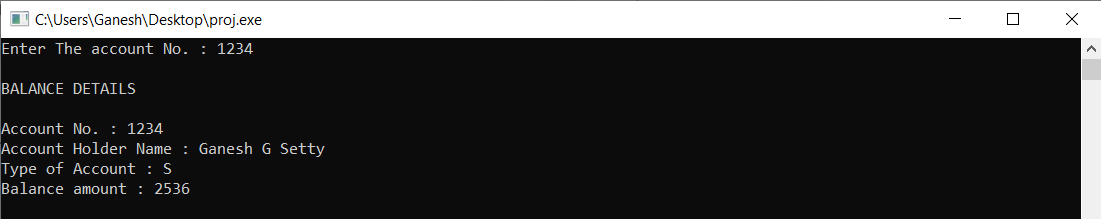 C:\Users\Ganesh\Desktop\proj.exe
Enter The account No. : 1234
BALANCE DETAILS
Account No. : 1234
Account Holder Name : Ganesh G Setty
Type of Account : S
Balance amount : 2536